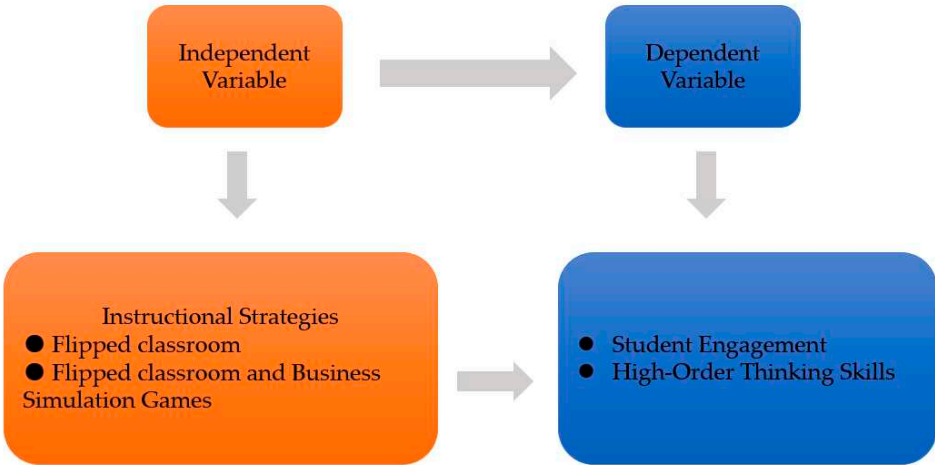 Independent
Variable
Dependent
Variable
Instructional Strategies
● Flipped classroom
● Flipped classroom and Business
Simulation Games
● Student Engagement
● High-Order Thinking Skills